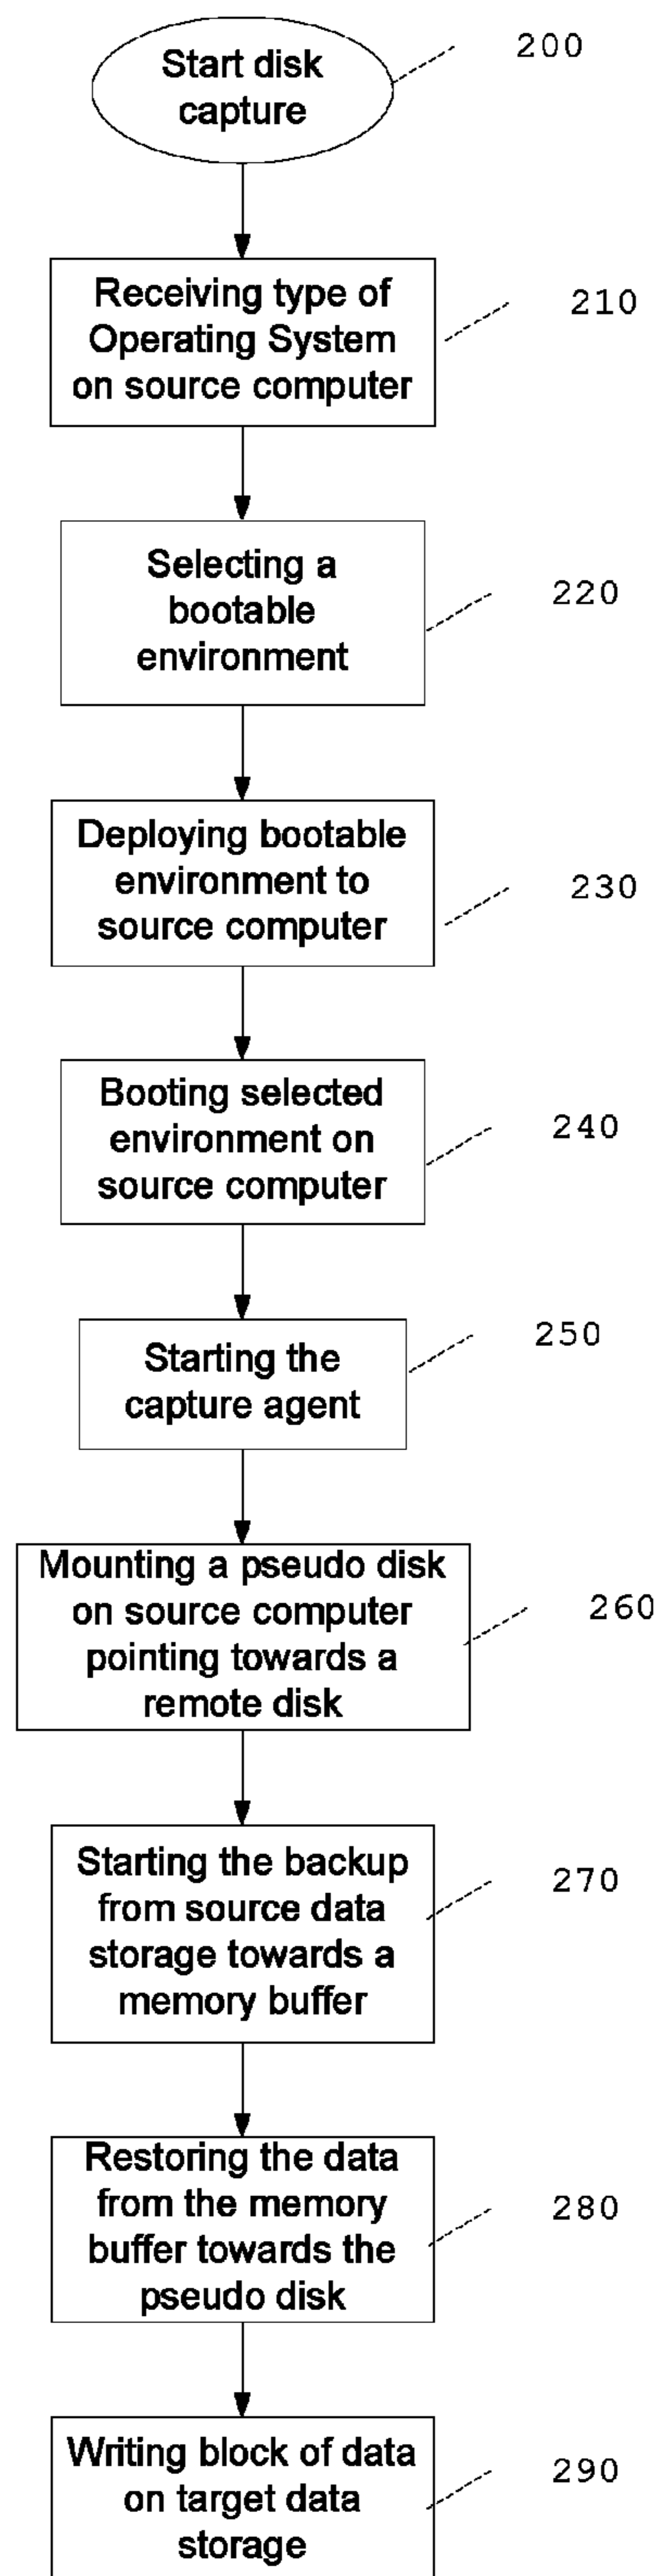 Start disk
capture
200
Receiving type of
Operating System
on source computer
210
Selecting a
bootable
environment
220
Deploying bootable
environment to
source computer
230
Booting selected
environment on
source computer
240
Starting the
capture agent
250
Mounting a pseudo disk
on source computer
pointing towards a
remote disk
260
Starting the backup
from source data
storage towards a
memory buffer
270
Restoring the data
from the memory
buffer towards the
pseudo disk
280
Writing block of data
on target data
storage
290